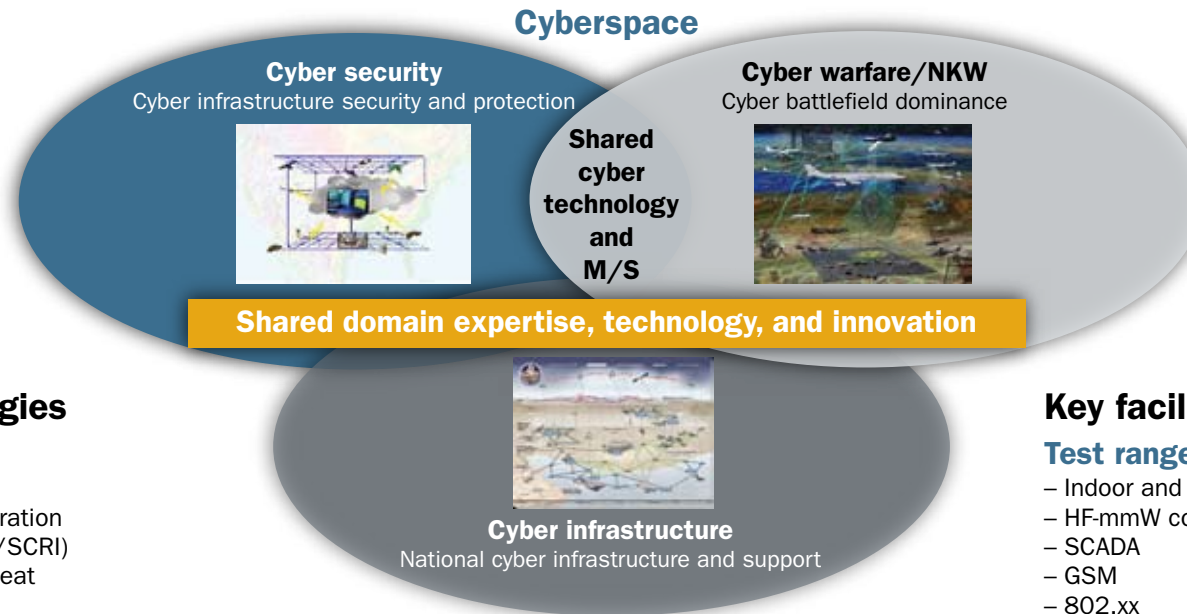 Cyberspace
Cyber security
Cyber infrastructure security and protection
Cyber warfare/NKW
Cyber battlefield dominance
Shared
cyber
technology
and
M/S
Shared domain expertise, technology, and innovation
Cyber infrastructure
National cyber infrastructure and support
gies
ration
/SCRI)
eat
Key facil
Test range
– Indoor and
– HF-mmW co
– SCADA
– GSM
– 802.xx